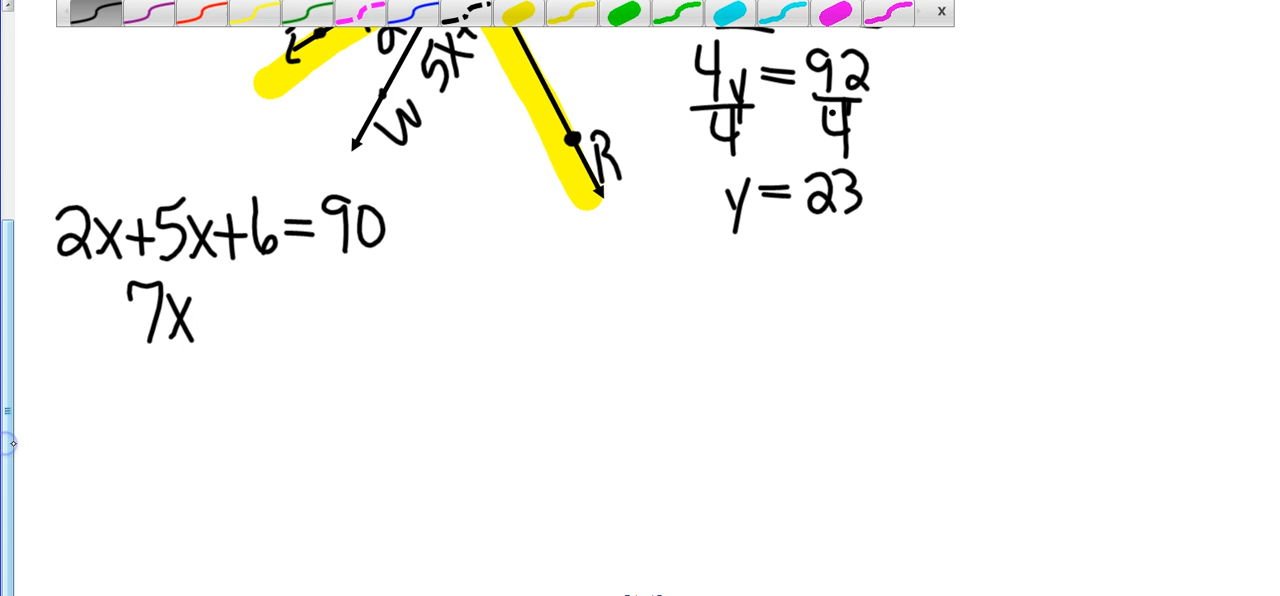 5x
W
R
2x+5x+6=90
7x
4y = 92
4 4
y = 23
x